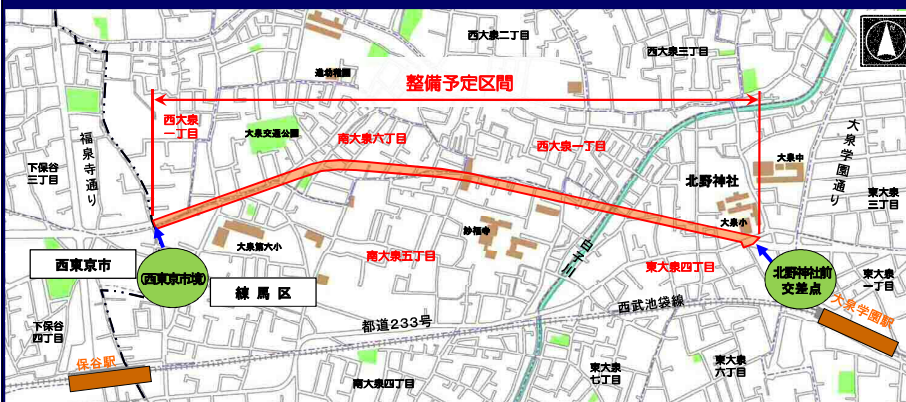 西大泉二丁目
西大泉三丁目
整備予定区間
西大泉
一丁目
大泉交通公園
南大泉六丁目
西大泉一丁目
福泉寺通り
下保谷
三丁目
北野神社
大泉中
大泉学園通り
東大泉
三丁目
大泉小
大泉第六小
妙福寺
南大泉五丁目
白子川
東大泉四丁目
西東京市
(西東京市境)
練馬区
北野神社前
交差点
東大泉
一丁目
大泉学園駅
西武池袋線
都道233号
下保谷
四丁目
保谷駅
南大泉四丁目
東大泉
七丁目
東大泉
六丁目